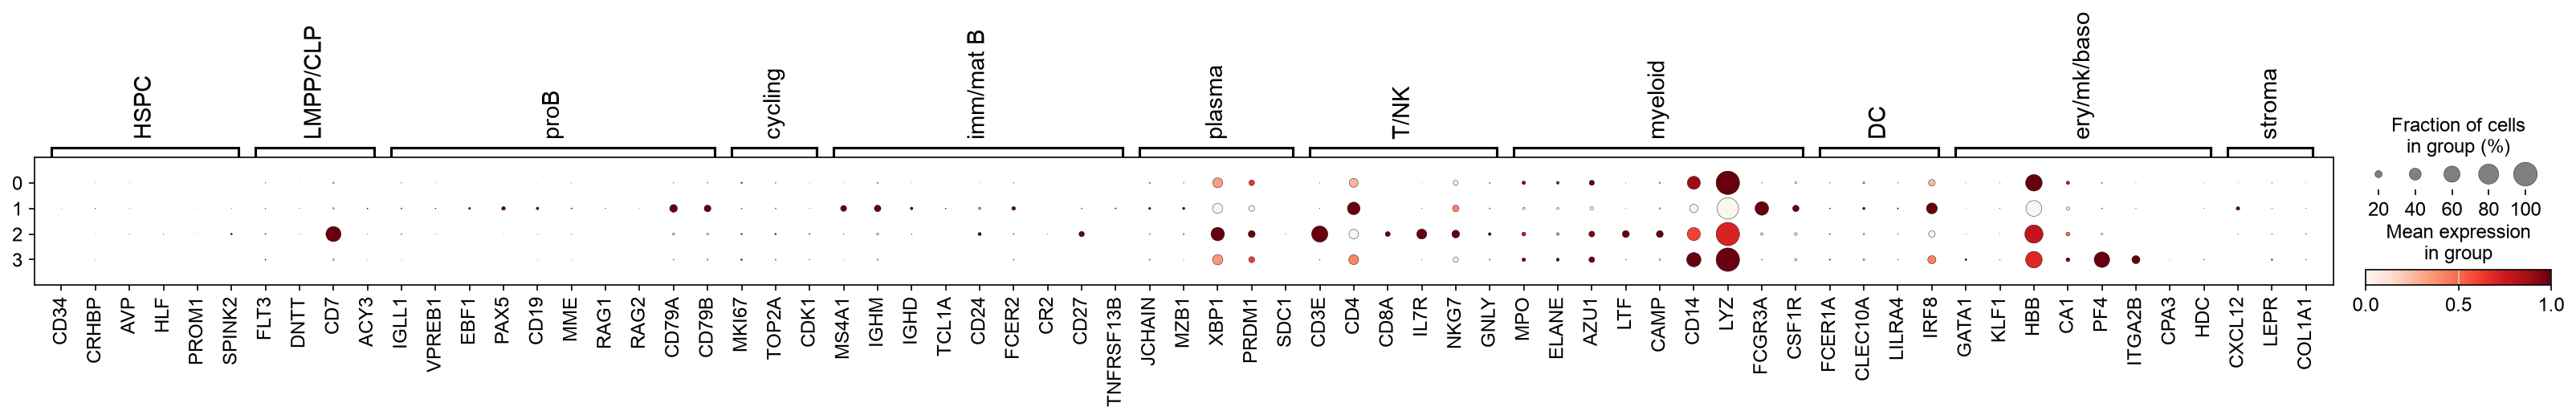 HSPC
LMPP/CLP
proB
cycling
imm/mat B
plasma
T/NK
myeloid
DC
ery/mk/baso
stroma
0
1
2
3
CD34
CRHBP
AVP
HLF
PROM1
SPINK2
FLT3
DNTT
CD7
ACY3
IGLL1
VPREB1
EBF1
PAX5
CD19
MME
RAG1
RAG2
CD79A
CD79B
MKI67
TOP2A
CDK1
MS4A1
IGHM
IGHD
TCL1A
CD24
FCER2
CR2
CD27
TNFRSF13B
JCHAIN
MZB1
XBP1
PRDM1
SDC1
CD3E
CD4
CD8A
IL7R
NKG7
GNLY
MPO
ELANE
AZU1
LTF
CAMP
CD14
LYZ
FCGR3A
CSF1R
FCER1A
CLEC10A
LILRA4
IRF8
GATA1
KLF1
HBB
CA1
PF4
ITGA2B
CPA3
HDC
CXCL12
LEPR
COL1A1
Fraction of cells
in group (%)
20 40 60 80 100
Mean expression
in group
0.0 0.5 1.0